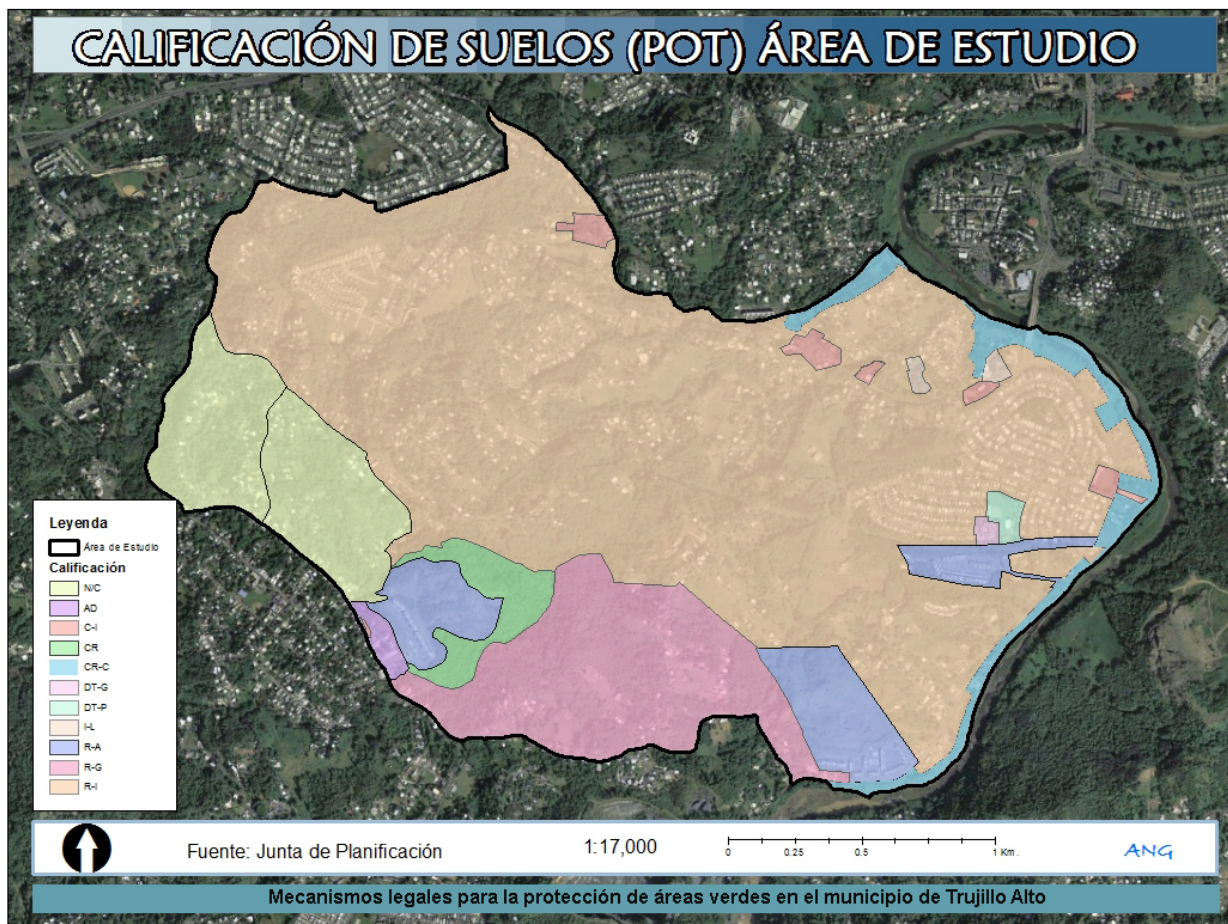 CALIFICACIÓN DE SUELOS (POT) ÁREA DE ESTUDIO
Leyenda
Área de Estudio
Calificación
N/C
AD
C-I
CR
CR-C
DT-G
DT-P
I-L
R-A
R-G
R-I
Fuente: Junta de Planificación
1:17,000
0 0.25 0.5 1 Km.
ANG
Mecanismos legales para la protección de áreas verdes en el municipio de Trujillo Alto